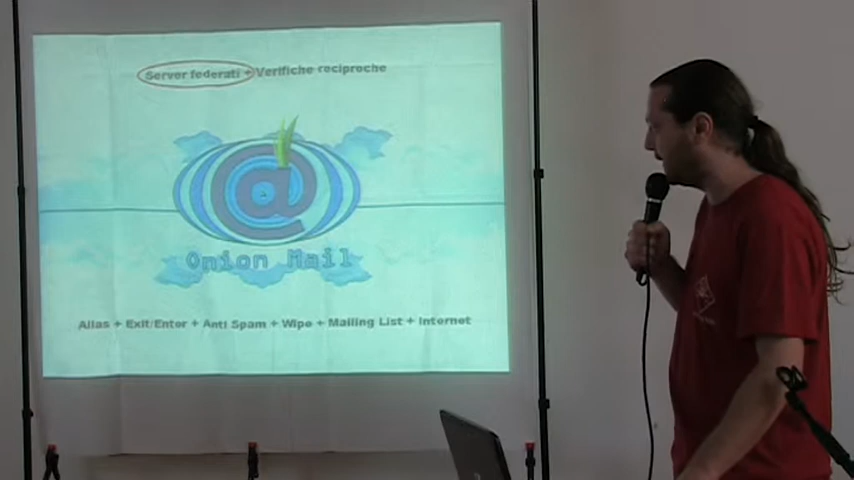 Server federati + Verifiche reciproche
@
Onion Mail
Alias + Exit/Enter + Anti Spam + Wipe + Mailing List + Internet